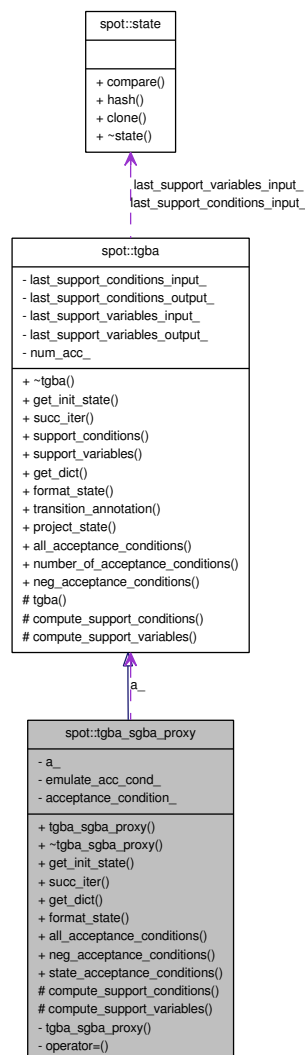 spot::state
+ compare()
+ hash()
+ clone()
+ ~state()
last_support_variables_input_
last_support_conditions_input_
spot::tgba
- last_support_conditions_input_
- last_support_conditions_output_
- last_support_variables_input_
- last_support_variables_output_
- num_acc_
+ ~tgba()
+ get_init_state()
+ succ_iter()
+ support_conditions()
+ support_variables()
+ get_dict()
+ format_state()
+ transition_annotation()
+ project_state()
+ all_acceptance_conditions()
+ number_of_acceptance_conditions()
+ neg_acceptance_conditions()
# tgba()
# compute_support_conditions()
# compute_support_variables()
a_
spot::tgba_sgba_proxy
- a_
- emulate_acc_cond_
- acceptance_condition_
+ tgba_sgba_proxy()
+ ~tgba_sgba_proxy()
+ get_init_state()
+ succ_iter()
+ get_dict()
+ format_state()
+ all_acceptance_conditions()
+ neg_acceptance_conditions()
+ state_acceptance_conditions()
# compute_support_conditions()
# compute_support_variables()
- tgba_sgba_proxy()
- operator=()